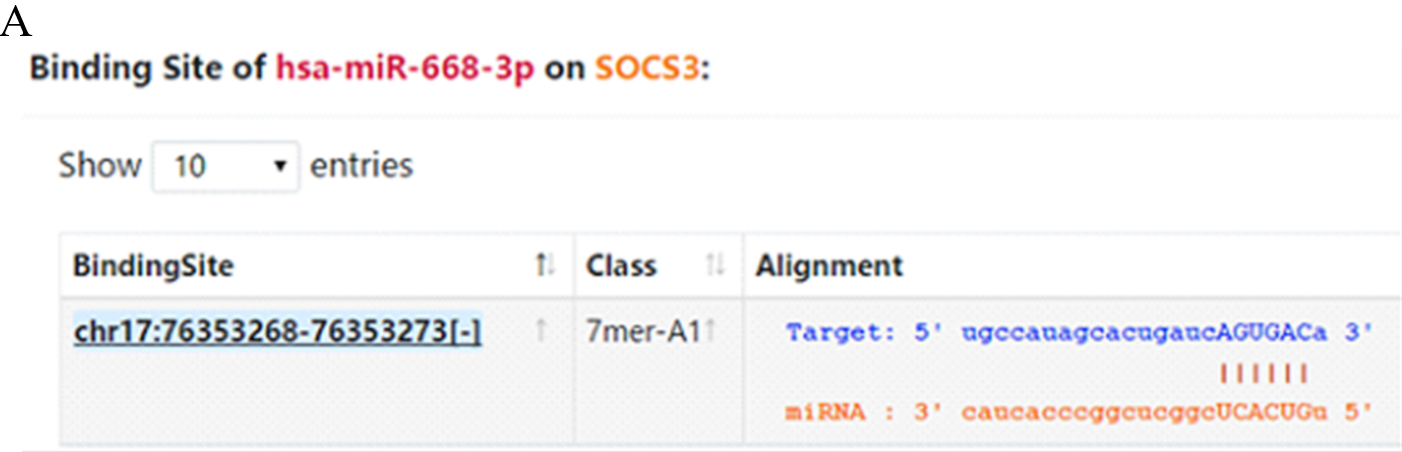 A
Binding Site of hsa-miR-668-3p on SOCS3:
Show 10 entries
BindingSite Class Alignment
chr17:76353268-76353273[-] 7mer-A1 Target: 5' ugccauagcacugaucAGUGACa 3'
||||||
miRNA : 3' caucacccggcucggcUCACUGu 5'